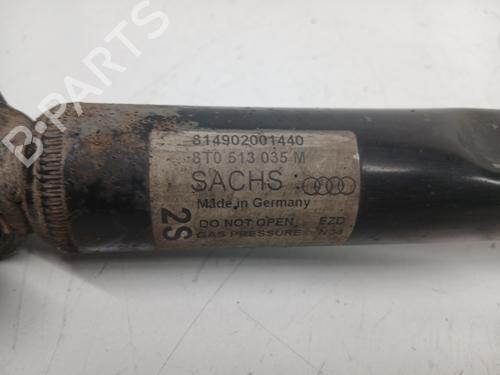 814902001440
8T0 513 035 M
SACHS
Made in Germany
2S
DO NOT OPEN EZD
GAS PRESSURE
B-PARTS